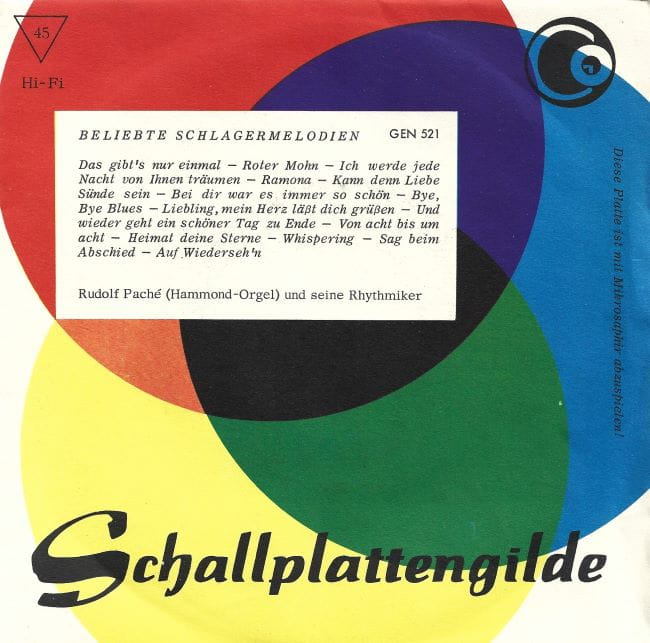 45
Hi-Fi
BELIEBTE SCHLAGERMELODIEN GEN 521
Das gibt's nur einmal — Roter Mohn — Ich werde jede
Nacht von Ihnen träumen — Ramona — Kann denn Liebe
Sünde sein — Bei dir war es immer so schön — Bye,
Bye Blues — Liebling, mein Herz läßt dich grüßen — Und
wieder geht ein schöner Tag zu Ende — Von acht bis um
acht — Heimat deine Sterne — Whispering — Sag beim
Abschied — Auf Wiederseh'n
Rudolf Paché (Hammond-Orgel) und seine Rhythmiker
Diese Platte ist mit Mikrosaphir abzuspielen!
Schallplattengilde